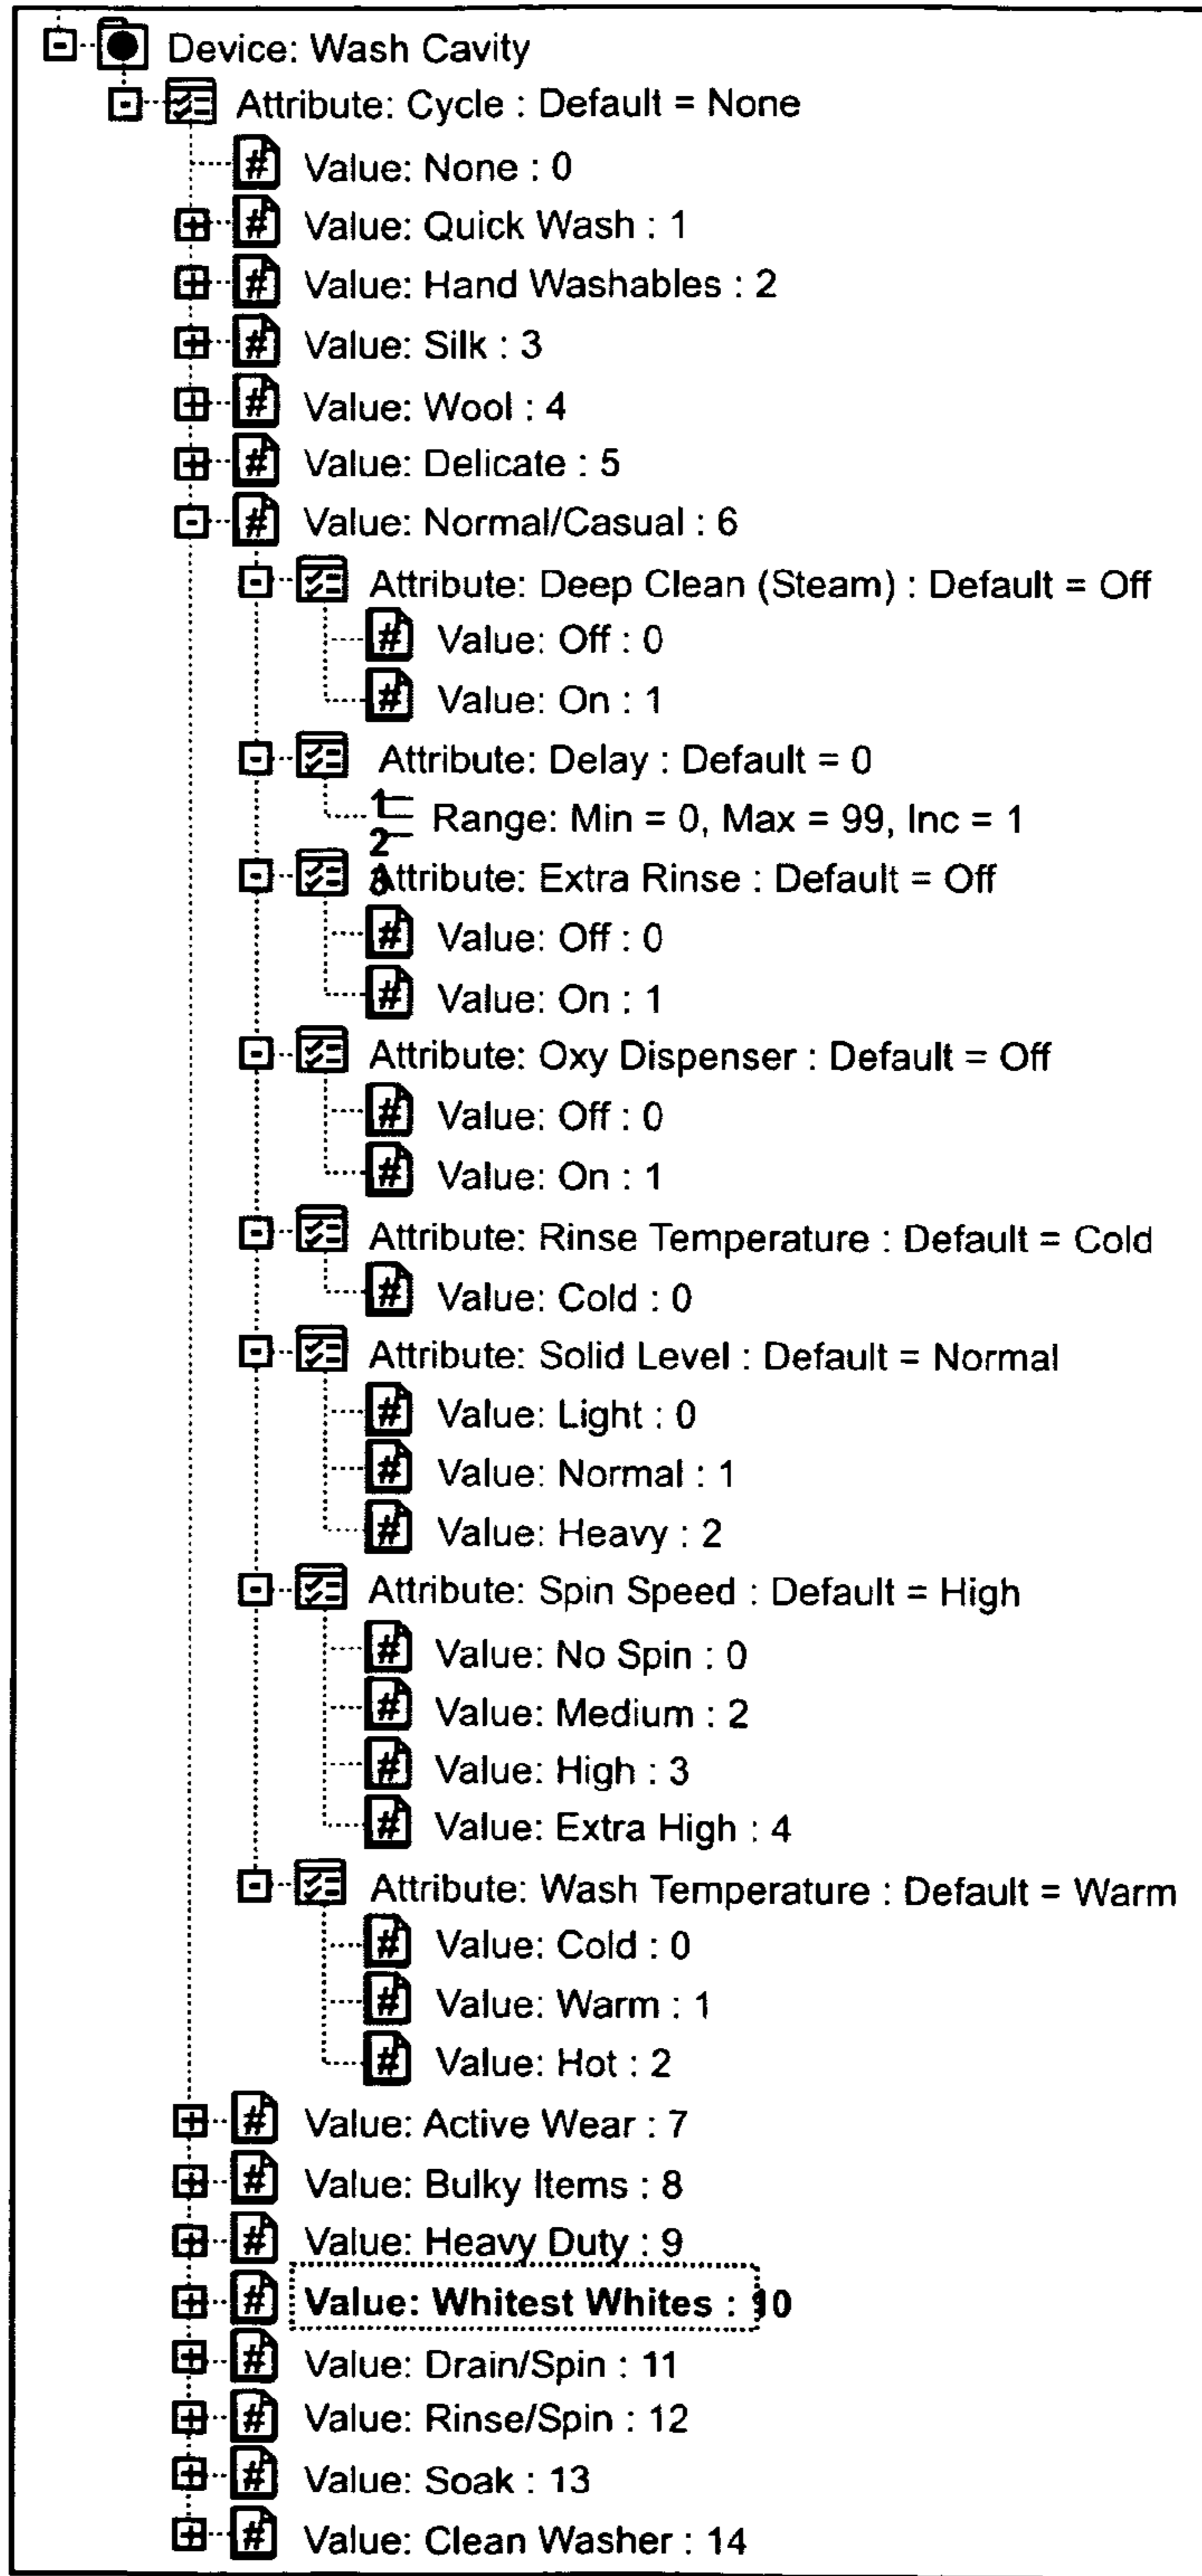 Device: Wash Cavity
Attribute: Cycle : Default = None
# Value: None : 0
# Value: Quick Wash : 1
# Value: Hand Washables : 2
# Value: Silk : 3
# Value: Wool : 4
# Value: Delicate : 5
# Value: Normal/Casual : 6
Attribute: Deep Clean (Steam) : Default = Off
# Value: Off : 0
# Value: On : 1
Attribute: Delay : Default = 0
1 2 3 Range: Min = 0, Max = 99, Inc = 1
Attribute: Extra Rinse : Default = Off
# Value: Off : 0
# Value: On : 1
Attribute: Oxy Dispenser : Default = Off
# Value: Off : 0
# Value: On : 1
Attribute: Rinse Temperature : Default = Cold
# Value: Cold : 0
Attribute: Solid Level : Default = Normal
# Value: Light : 0
# Value: Normal : 1
# Value: Heavy : 2
Attribute: Spin Speed : Default = High
# Value: No Spin : 0
# Value: Medium : 2
# Value: High : 3
# Value: Extra High : 4
Attribute: Wash Temperature : Default = Warm
# Value: Cold : 0
# Value: Warm : 1
# Value: Hot : 2
# Value: Active Wear : 7
# Value: Bulky Items : 8
# Value: Heavy Duty : 9
# Value: Whitest Whites : 10
# Value: Drain/Spin : 11
# Value: Rinse/Spin : 12
# Value: Soak : 13
# Value: Clean Washer : 14